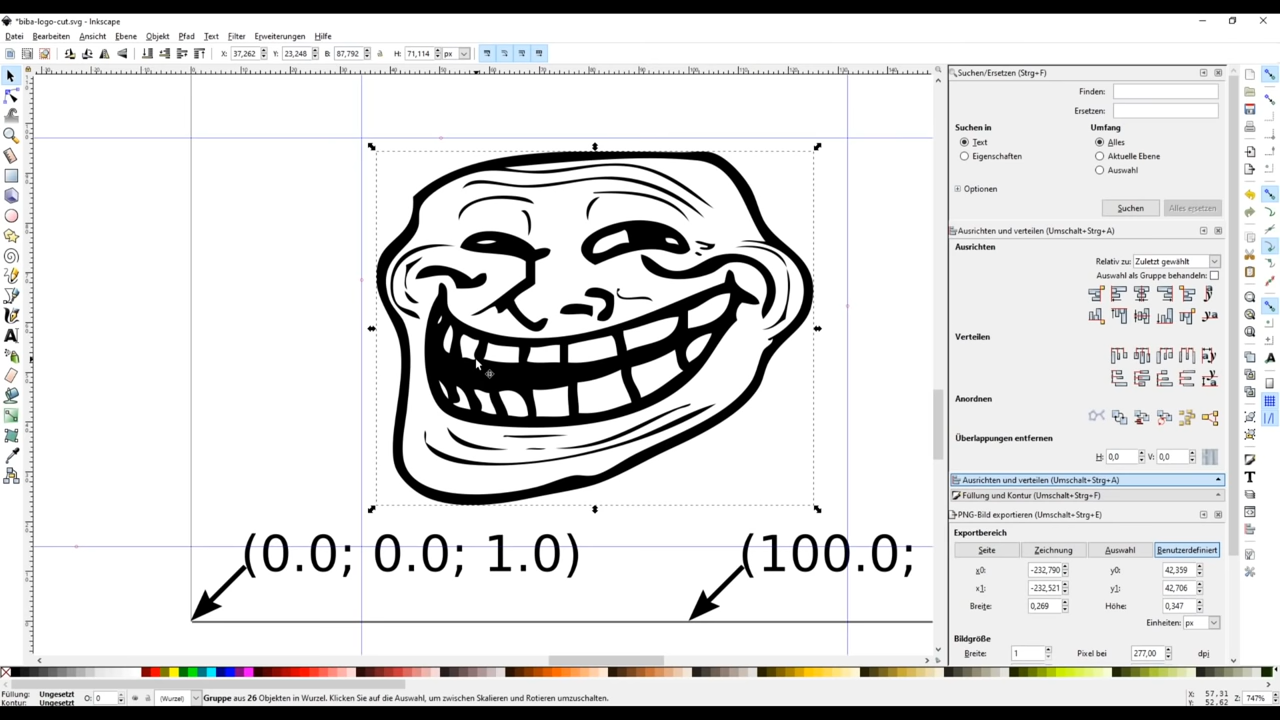 *biba-logo-cut.svg - Inkscape
Datei Bearbeiten Ansicht Ebene Objekt Pfad Text Filter Erweiterungen Hilfe
X: 37,262 Y: 23,248 B: 87,792 H: 71,114 px
Suchen/Ersetzen (Strg+F)
Finden:
Ersetzen:
Suchen in Umfang
Text Alles
Eigenschaften Aktuelle Ebene
Auswahl
Optionen
Suchen Alles ersetzen
Ausrichten und verteilen (Umschalt+Strg+A)
Ausrichten
Relativ zu: Zuletzt gewählt
Auswahl als Gruppe behandeln:
Verteilen
Anordnen
Überlappungen entfernen
H: 0,0 V: 0,0
Ausrichten und verteilen (Umschalt+Strg+A)
Füllung und Kontur (Umschalt+Strg+F)
PNG-Bild exportieren (Umschalt+Strg+E)
Exportbereich
Seite Zeichnung Auswahl Benutzerdefiniert
x0: -232,790 y0: 42,359
x1: -232,521 y1: 42,706
Breite: 0,269 Höhe: 0,347
Einheiten: px
Bildgröße
Breite: 1 Pixel bei 277,00 dpi
(0.0; 0.0; 1.0) (100.0;
Füllung: Ungesetzt
Kontur: Ungesetzt
O: 0 (Wurzel) Gruppe aus 26 Objekten in Wurzel. Klicken Sie auf die Auswahl, um zwischen Skalieren und Rotieren umzuschalten.
X: 57,31
Y: 52,62
Z: 747%